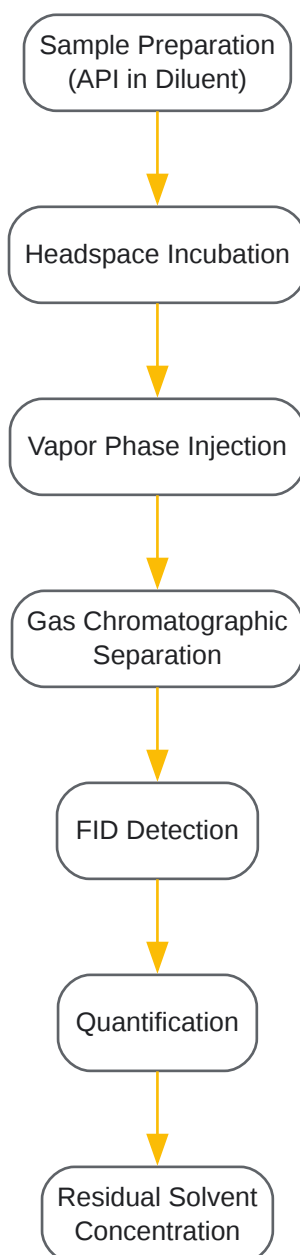 Sample Preparation
(API in Diluent)
Headspace Incubation
Vapor Phase Injection
Gas Chromatographic
Separation
FID Detection
Quantification
Residual Solvent
Concentration